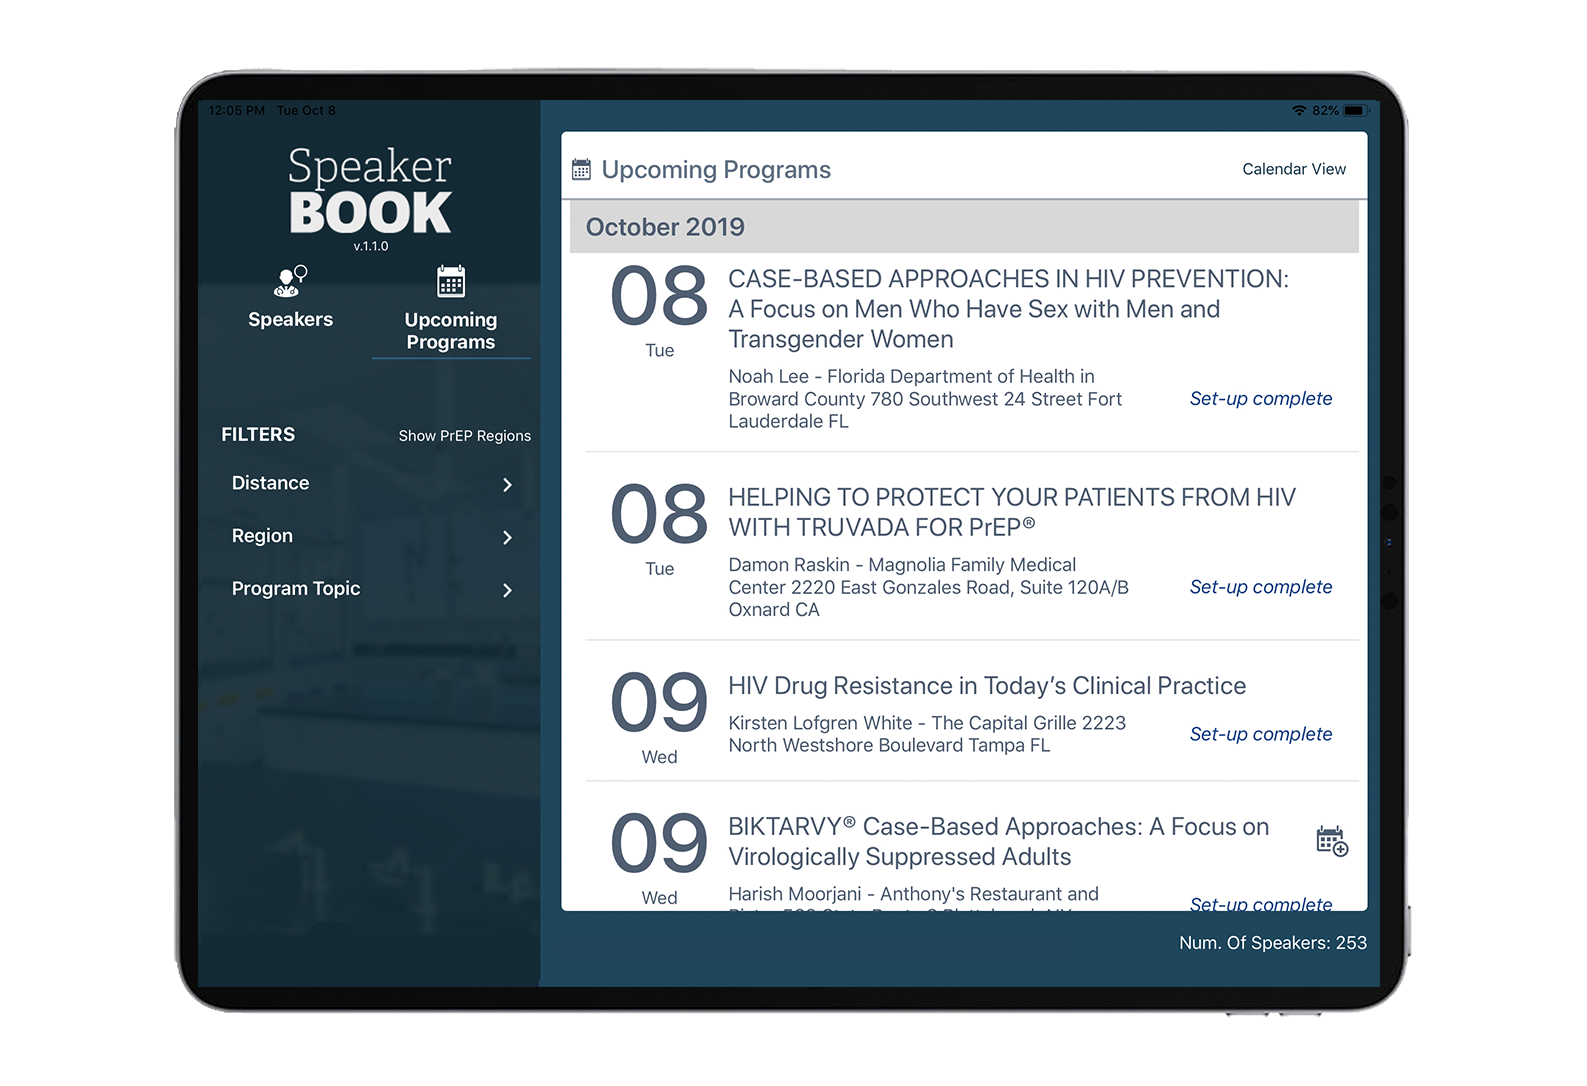 12:05 PM Tue Oct 8
82%
Speaker
BOOK
v.1.1.0
Speakers
Upcoming
Programs
FILTERS
Show PrEP Regions
Distance
Region
Program Topic
Upcoming Programs
Calendar View
October 2019
08
Tue
CASE-BASED APPROACHES IN HIV PREVENTION:
A Focus on Men Who Have Sex with Men and
Transgender Women
Noah Lee - Florida Department of Health in
Broward County 780 Southwest 24 Street Fort
Lauderdale FL
Set-up complete
08
Tue
HELPING TO PROTECT YOUR PATIENTS FROM HIV
WITH TRUVADA FOR PrEP®
Damon Raskin - Magnolia Family Medical
Center 2220 East Gonzales Road, Suite 120A/B
Oxnard CA
Set-up complete
09
Wed
HIV Drug Resistance in Today’s Clinical Practice
Kirsten Lofgren White - The Capital Grille 2223
North Westshore Boulevard Tampa FL
Set-up complete
09
Wed
BIKTARVY® Case-Based Approaches: A Focus on
Virologically Suppressed Adults
Harish Moorjani - Anthony's Restaurant and
Set-up complete
Num. Of Speakers: 253